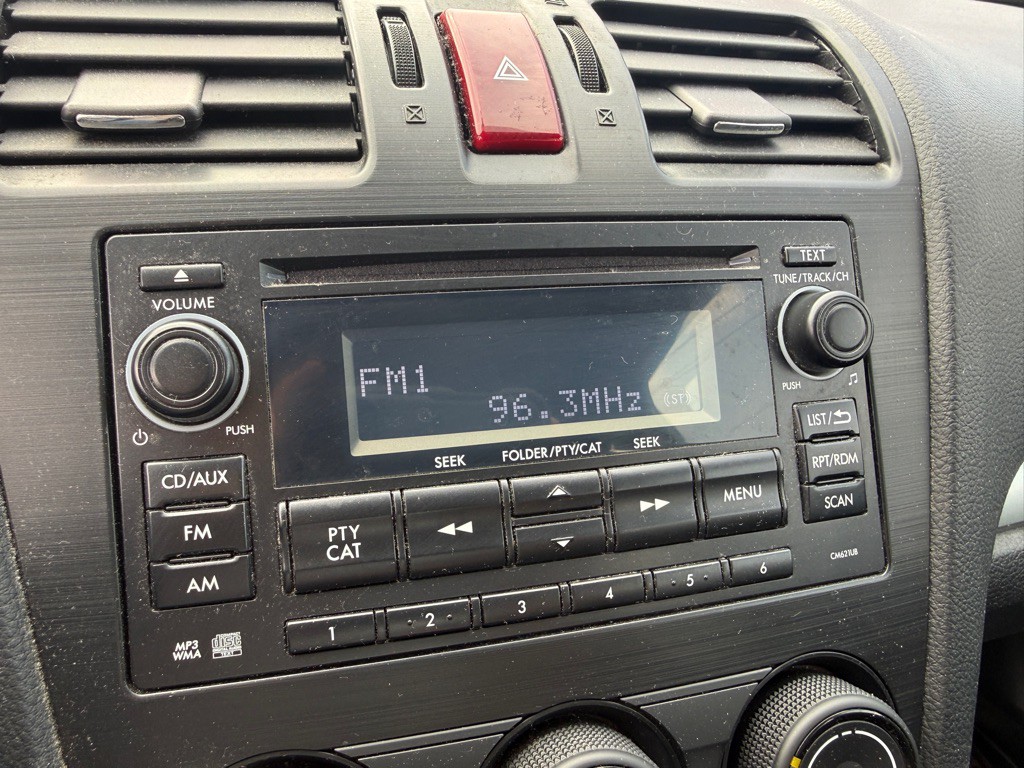 TEXT
TUNE/TRACK/CH
VOLUME
PUSH
PUSH
FM1
96.3MHz
(ST)
SEEK
FOLDER/PTY/CAT
SEEK
CD/AUX
FM
AM
PTY
CAT
MENU
LIST/
RPT/RDM
SCAN
CM621UB
1
2
3
4
5
6
MP3
WMA
disc